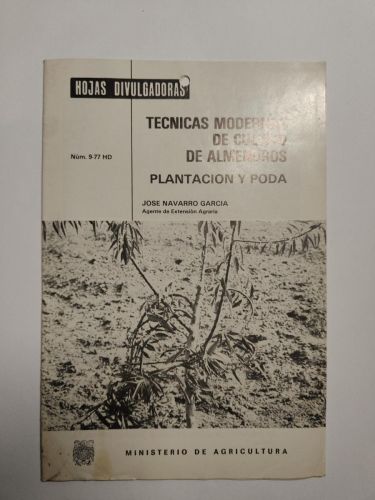 HOJAS DIVULGADORAS
Núm. 9-77 HD
TECNICAS MODERNAS
DE CULTIVO
DE ALMENDROS
PLANTACION Y PODA
JOSE NAVARRO GARCIA
Agente de Extensión Agraria
MINISTERIO DE AGRICULTURA